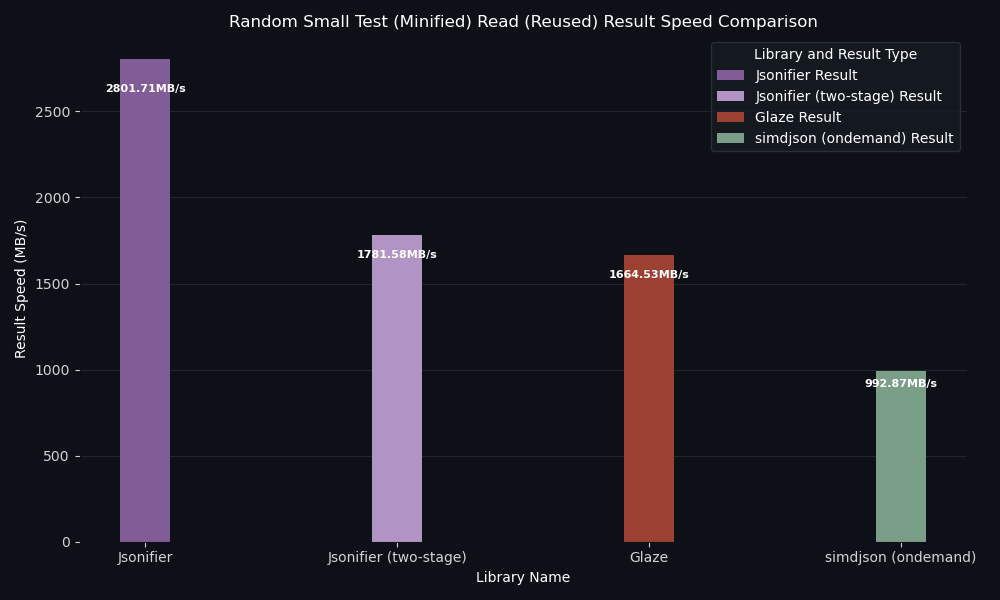 Random Small Test (Minified) Read (Reused) Result Speed Comparison
Library and Result Type
Jsonifier Result
Jsonifier (two-stage) Result
Glaze Result
simdjson (ondemand) Result
Result Speed (MB/s)
2500
2000
1500
1000
500
0
2801.71MB/s
1781.58MB/s
1664.53MB/s
992.87MB/s
Jsonifier
Jsonifier (two-stage)
Glaze
simdjson (ondemand)
Library Name